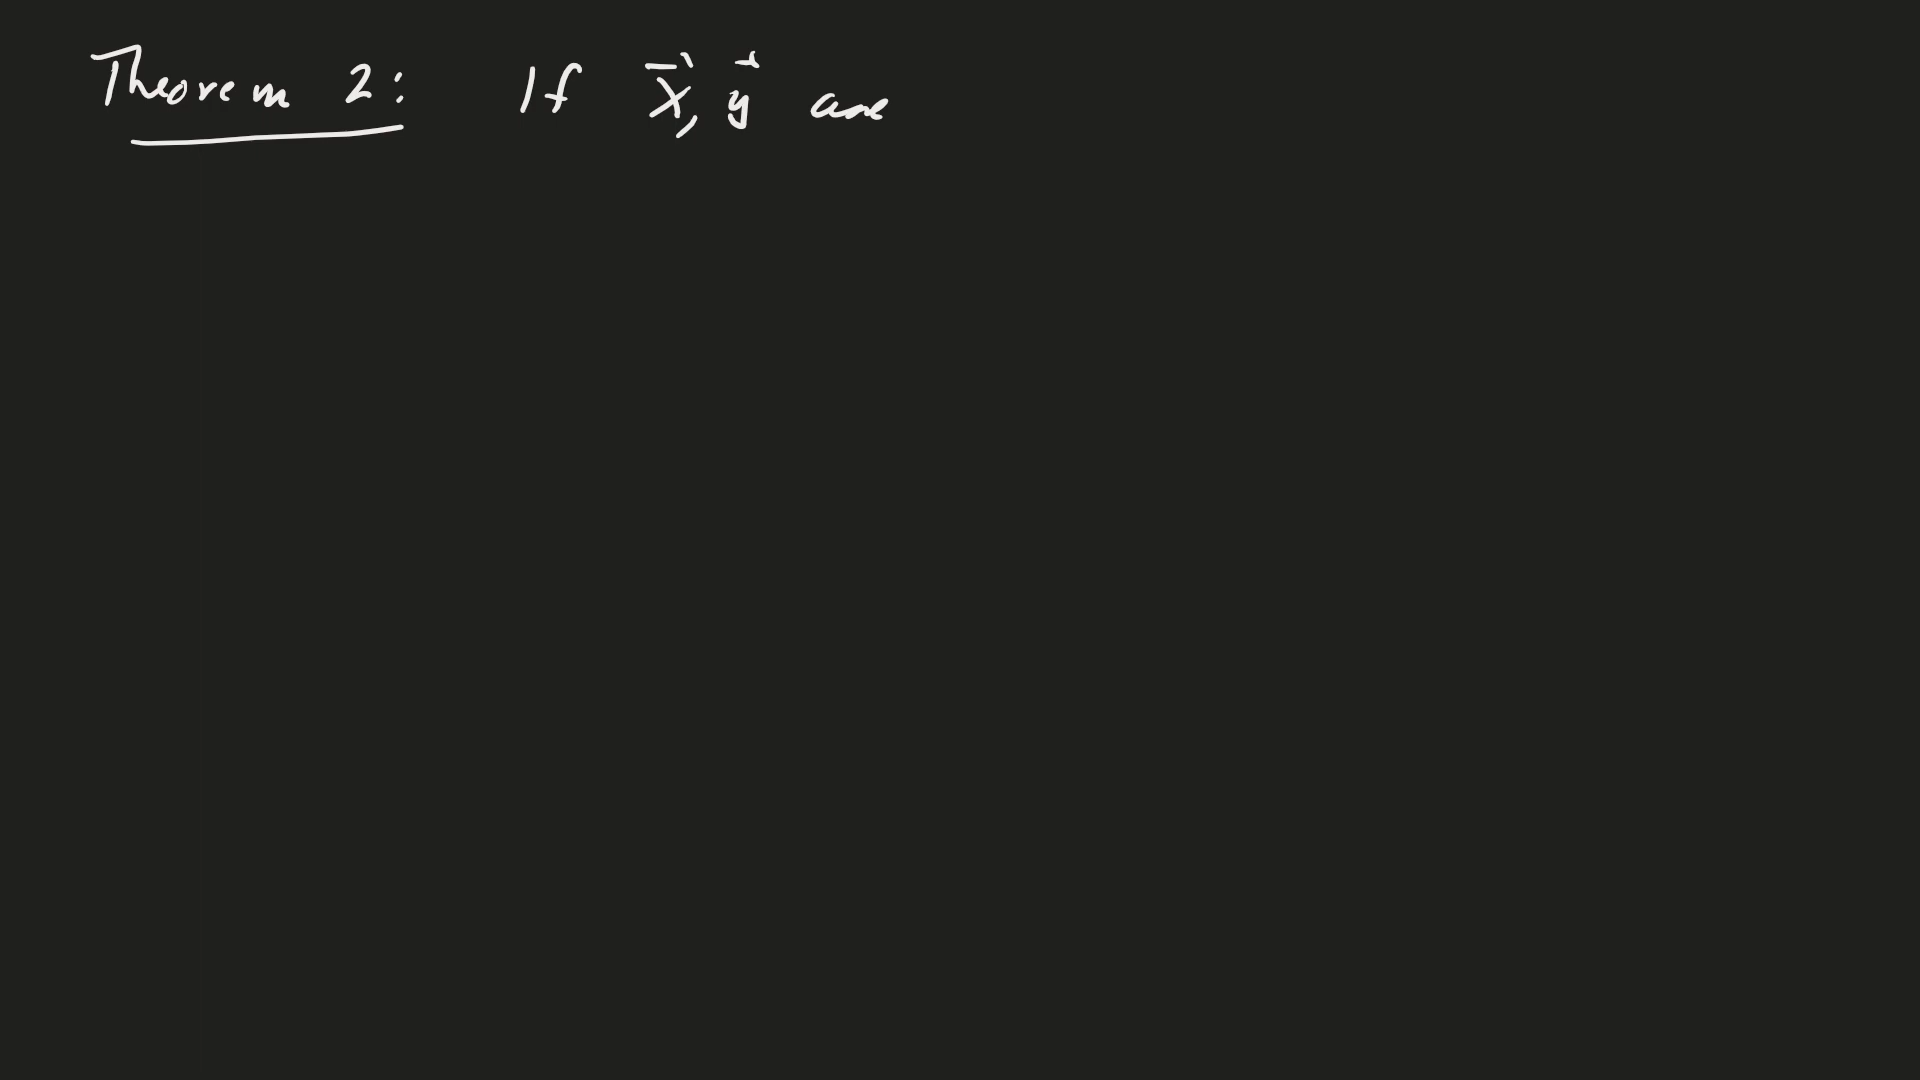 Theorem 2: If x⃗, y⃗ are